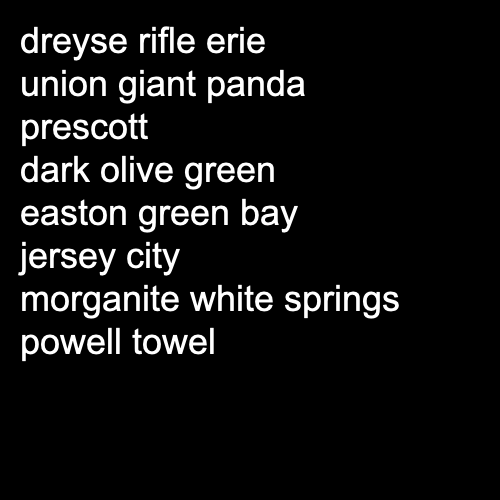 dreyse rifle erie
union giant panda
prescott
dark olive green
easton green bay
jersey city
morganite white springs
powell towel